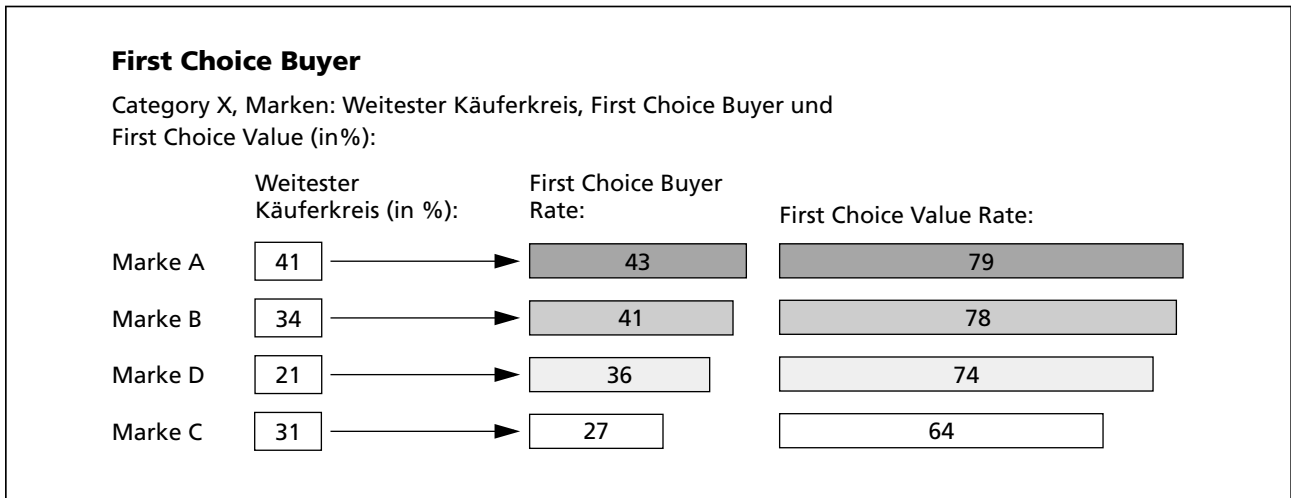 First Choice Buyer
Category X, Marken: Weitester Käuferkreis, First Choice Buyer und
First Choice Value (in%):
Weitester
Käuferkreis (in %):
First Choice Buyer
Rate:
First Choice Value Rate:
Marke A 41 43 79
Marke B 34 41 78
Marke D 21 36 74
Marke C 31 27 64